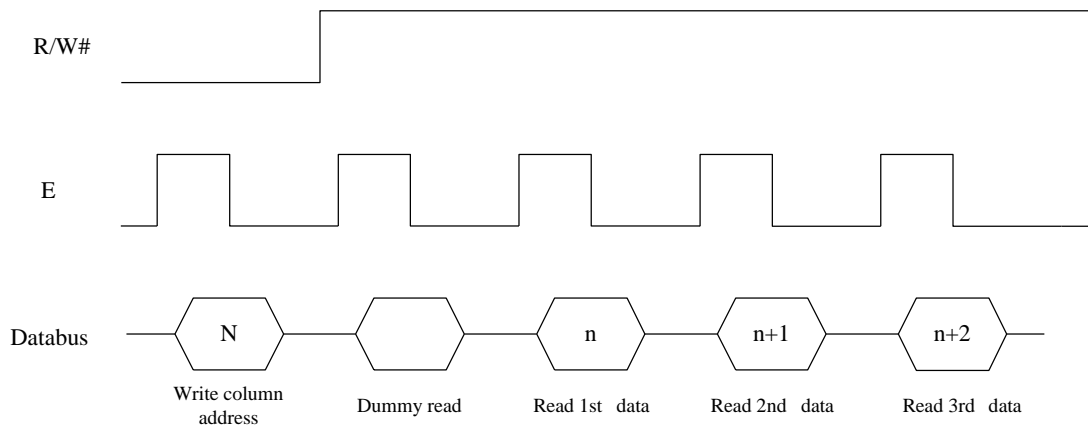 R/W#
E
Databus
N
n
n+1
n+2
Write column
address
Dummy read
Read 1st data
Read 2nd data
Read 3rd data